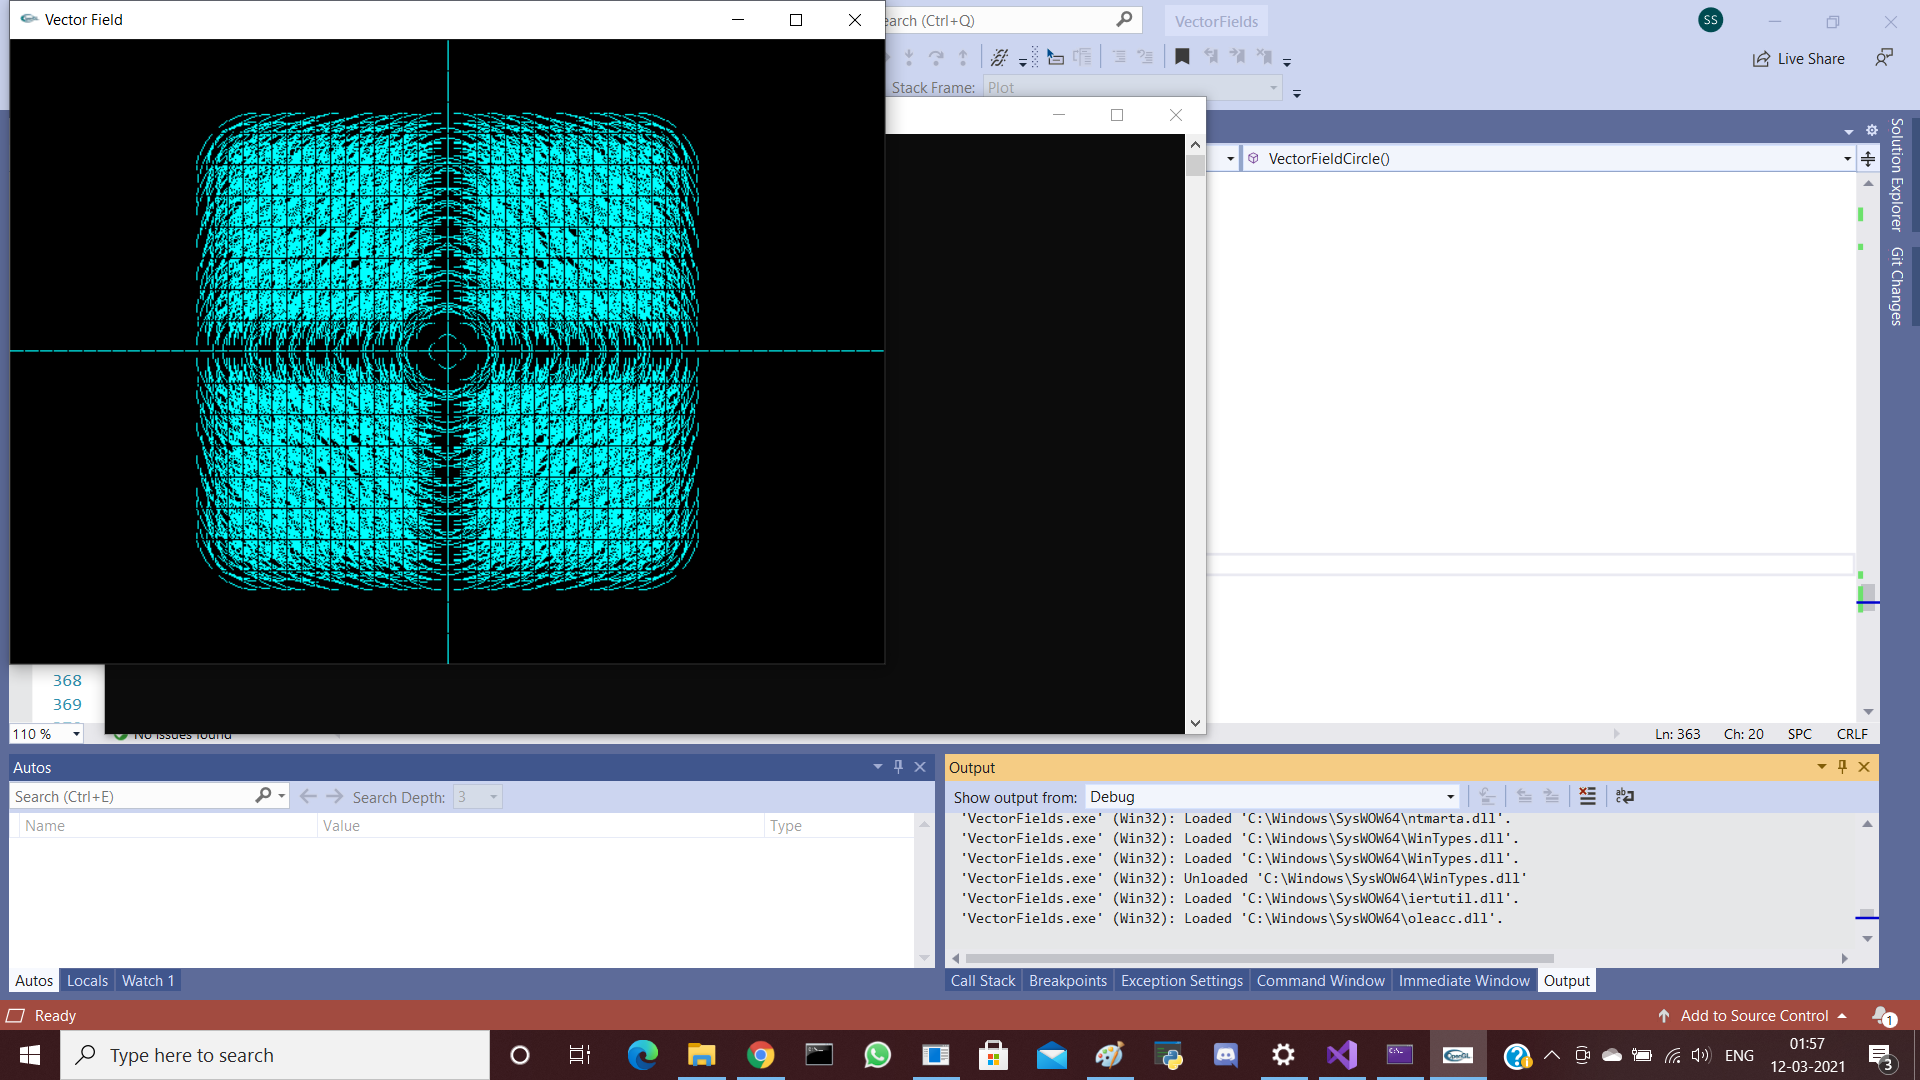 Vector Field
earch (Ctrl+Q)
VectorFields
SS
Live Share
Stack Frame:
Plot
VectorFieldCircle()
Solution Explorer
Git Changes
368
369
110 %
No issues found
Ln: 363
Ch: 20
SPC
CRLF
Autos
Search (Ctrl+E)
Search Depth:
3
Name
Value
Type
Autos
Locals
Watch 1
Output
Show output from:
Debug
'VectorFields.exe' (Win32): Loaded 'C:\Windows\SysWOW64\ntmarta.dll'.
'VectorFields.exe' (Win32): Loaded 'C:\Windows\SysWOW64\WinTypes.dll'.
'VectorFields.exe' (Win32): Loaded 'C:\Windows\SysWOW64\WinTypes.dll'.
'VectorFields.exe' (Win32): Unloaded 'C:\Windows\SysWOW64\WinTypes.dll'
'VectorFields.exe' (Win32): Loaded 'C:\Windows\SysWOW64\iertutil.dll'.
'VectorFields.exe' (Win32): Loaded 'C:\Windows\SysWOW64\oleacc.dll'.
Call Stack
Breakpoints
Exception Settings
Command Window
Immediate Window
Output
Ready
Add to Source Control
1
Type here to search
OpenGL
ENG
01:57
12-03-2021
3